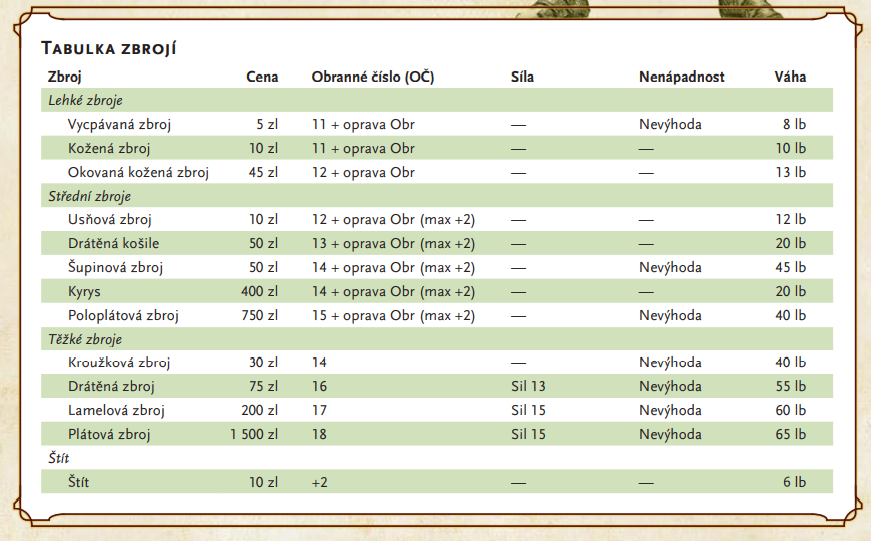 TABULKA ZBROJÍ
Zbroj Cena Obranné číslo (OČ) Síla Nenápadnost Váha
Lehké zbroje
Vycpávaná zbroj 5 zl 11 + oprava Obr — Nevýhoda 8 lb
Kožená zbroj 10 zl 11 + oprava Obr — — 10 lb
Okovaná kožená zbroj 45 zl 12 + oprava Obr — — 13 lb
Střední zbroje
Usňová zbroj 10 zl 12 + oprava Obr (max +2) — — 12 lb
Drátěná košile 50 zl 13 + oprava Obr (max +2) — — 20 lb
Šupinová zbroj 50 zl 14 + oprava Obr (max +2) — Nevýhoda 45 lb
Kyrys 400 zl 14 + oprava Obr (max +2) — — 20 lb
Poloplátová zbroj 750 zl 15 + oprava Obr (max +2) — Nevýhoda 40 lb
Těžké zbroje
Kroužková zbroj 30 zl 14 — Nevýhoda 40 lb
Drátěná zbroj 75 zl 16 Sil 13 Nevýhoda 55 lb
Lamelová zbroj 200 zl 17 Sil 15 Nevýhoda 60 lb
Plátová zbroj 1 500 zl 18 Sil 15 Nevýhoda 65 lb
Štít
Štít 10 zl +2 — — 6 lb